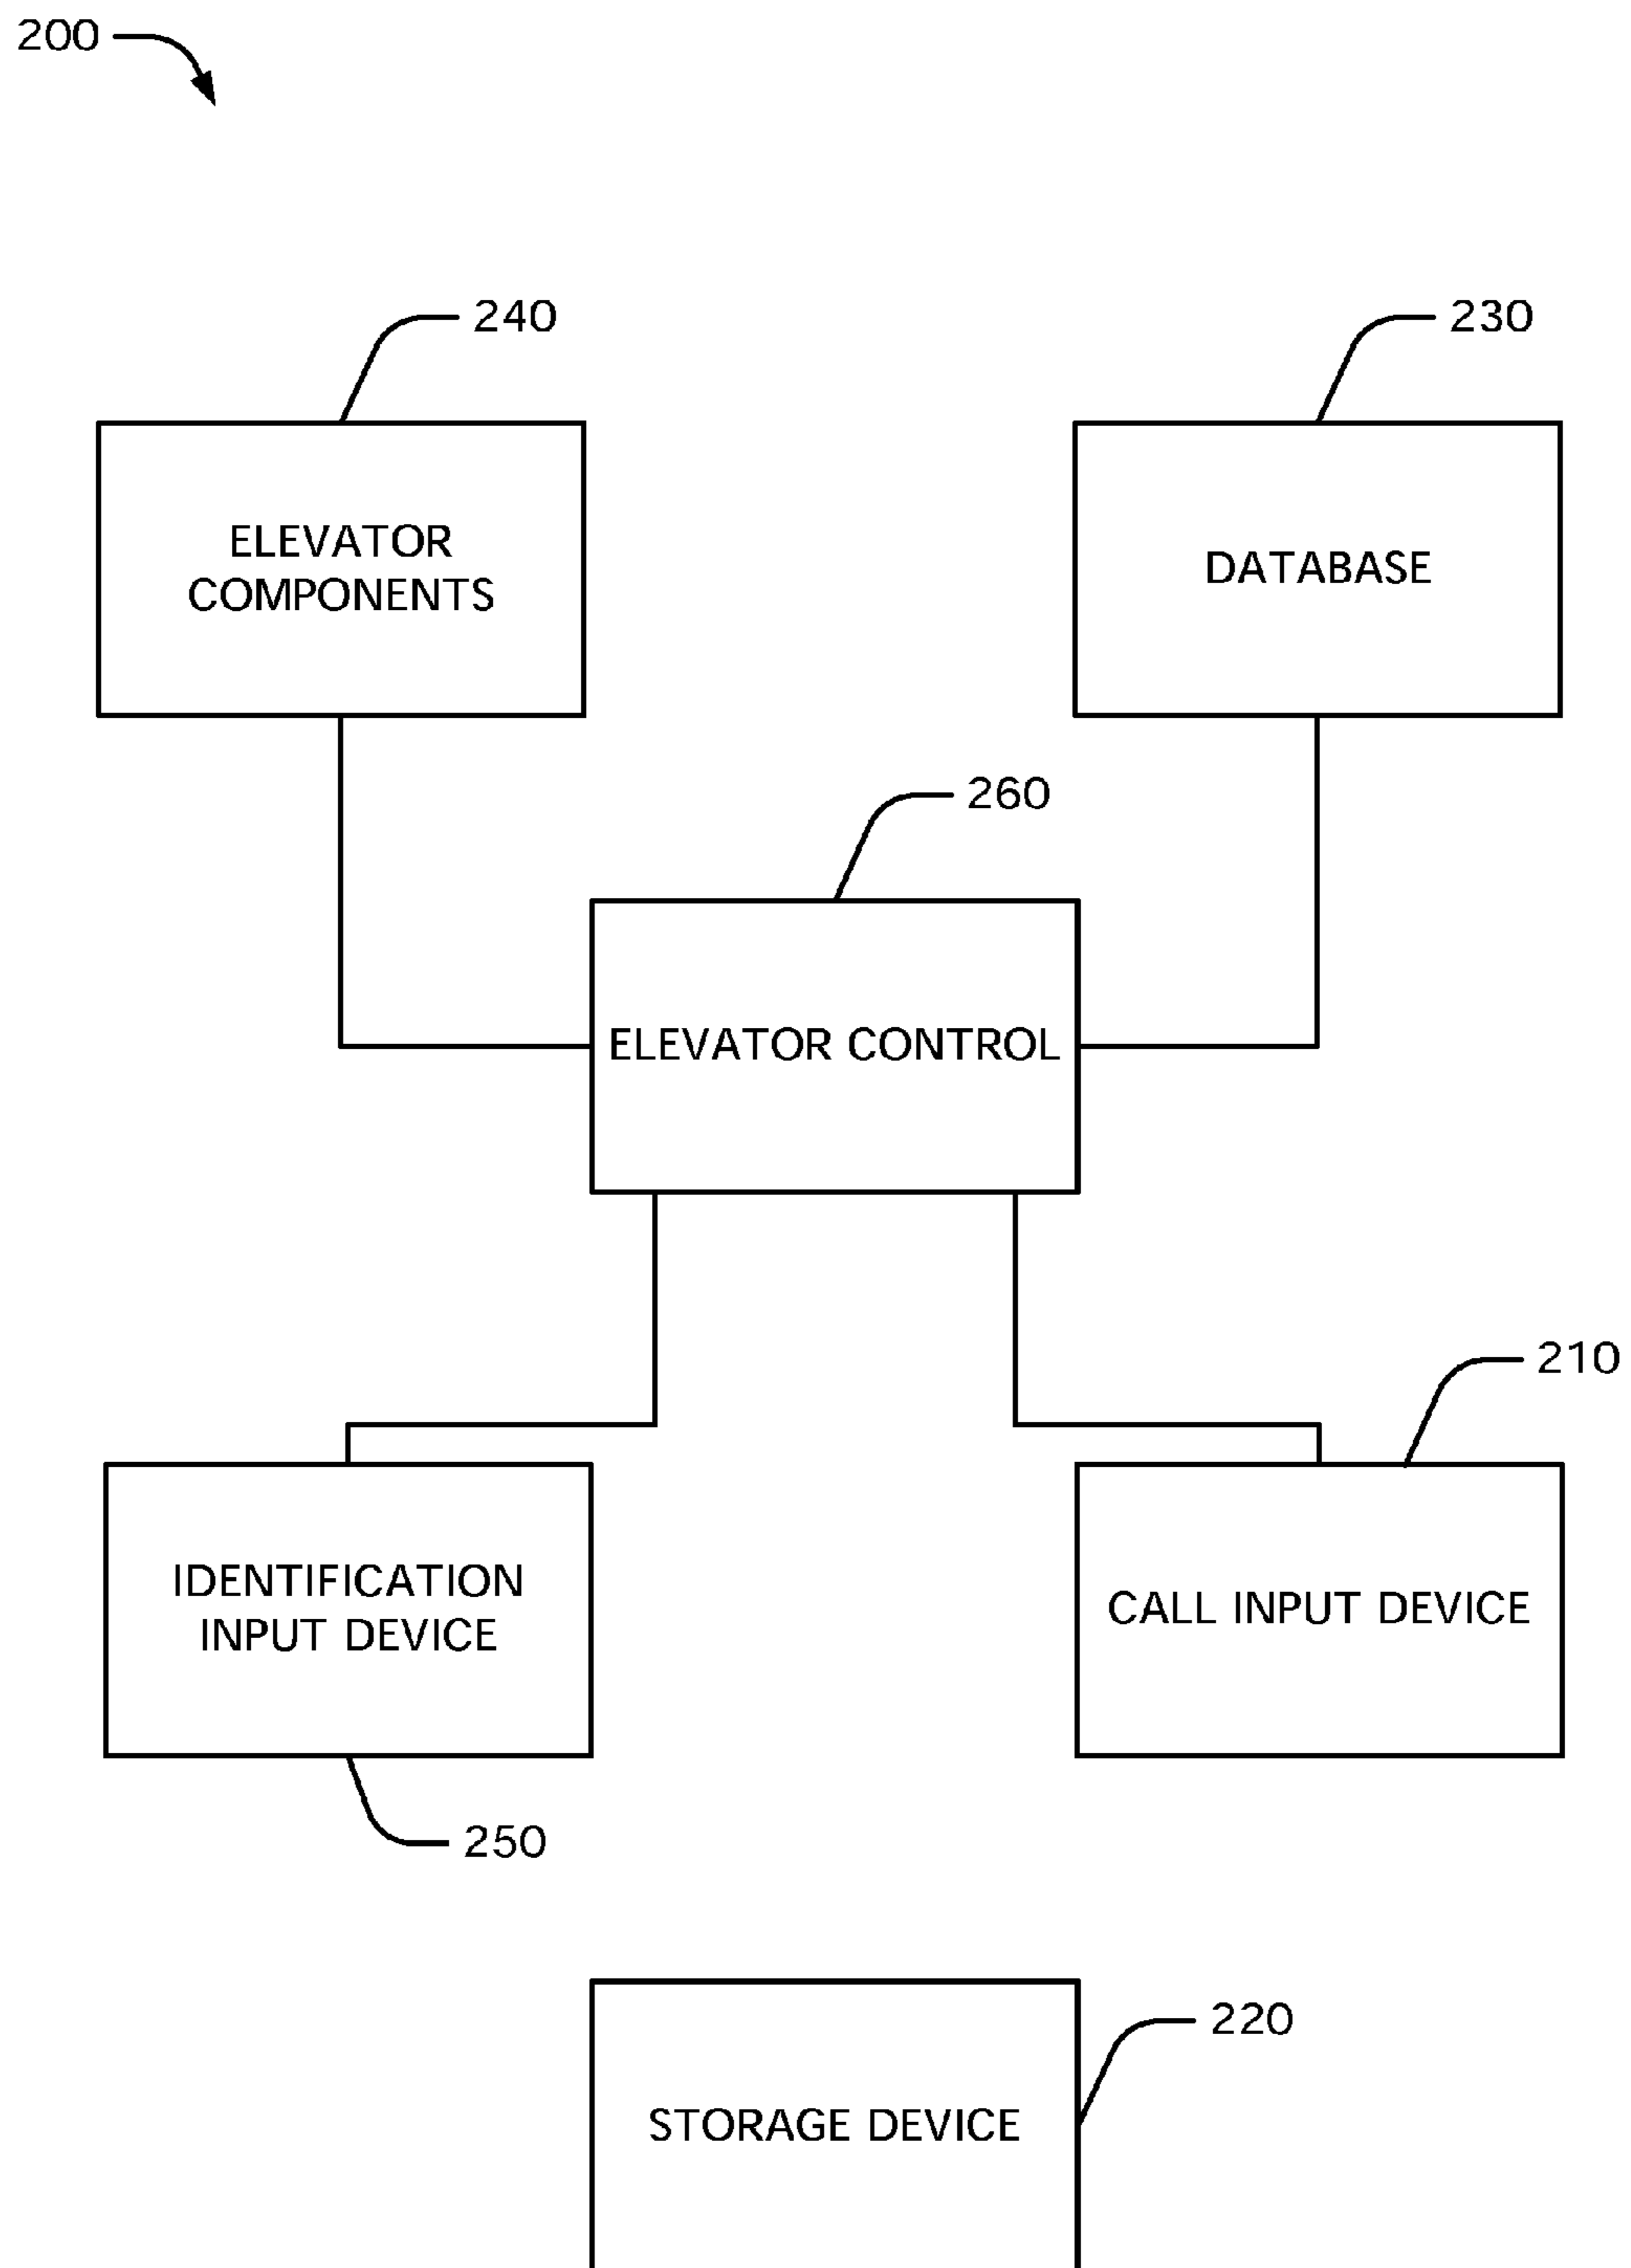 200
240
230
ELEVATOR
COMPONENTS
DATABASE
260
ELEVATOR CONTROL
210
IDENTIFICATION
INPUT DEVICE
CALL INPUT DEVICE
250
220
STORAGE DEVICE